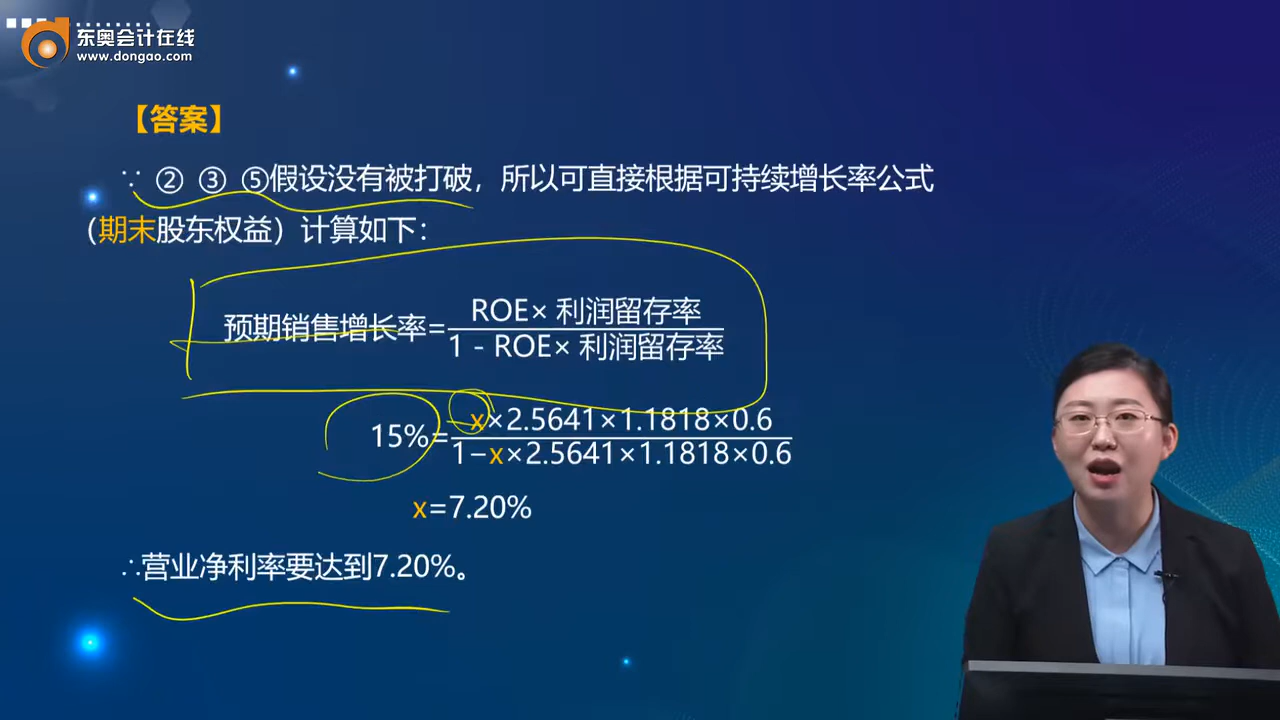 东奥会计在线
www.dongao.com
【答案】
∵ ② ③ ⑤假设没有被打破，所以可直接根据可持续增长率公式
（期末股东权益）计算如下：
预期销售增长率=ROE×利润留存率/1-ROE×利润留存率
15%=x×2.5641×1.1818×0.6/1-x×2.5641×1.1818×0.6
x=7.20%
∴营业净利率要达到7.20%。